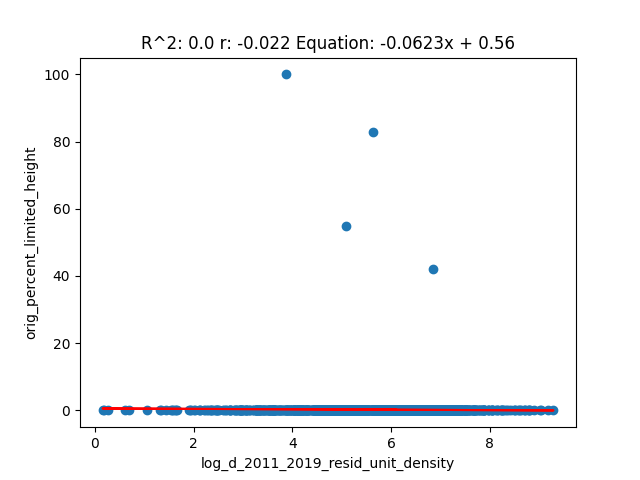 R^2: 0.0 r: -0.022 Equation: -0.0623x + 0.56
100
80
60
40
20
0
orig_percent_limited_height
0 2 4 6 8
log_d_2011_2019_resid_unit_density